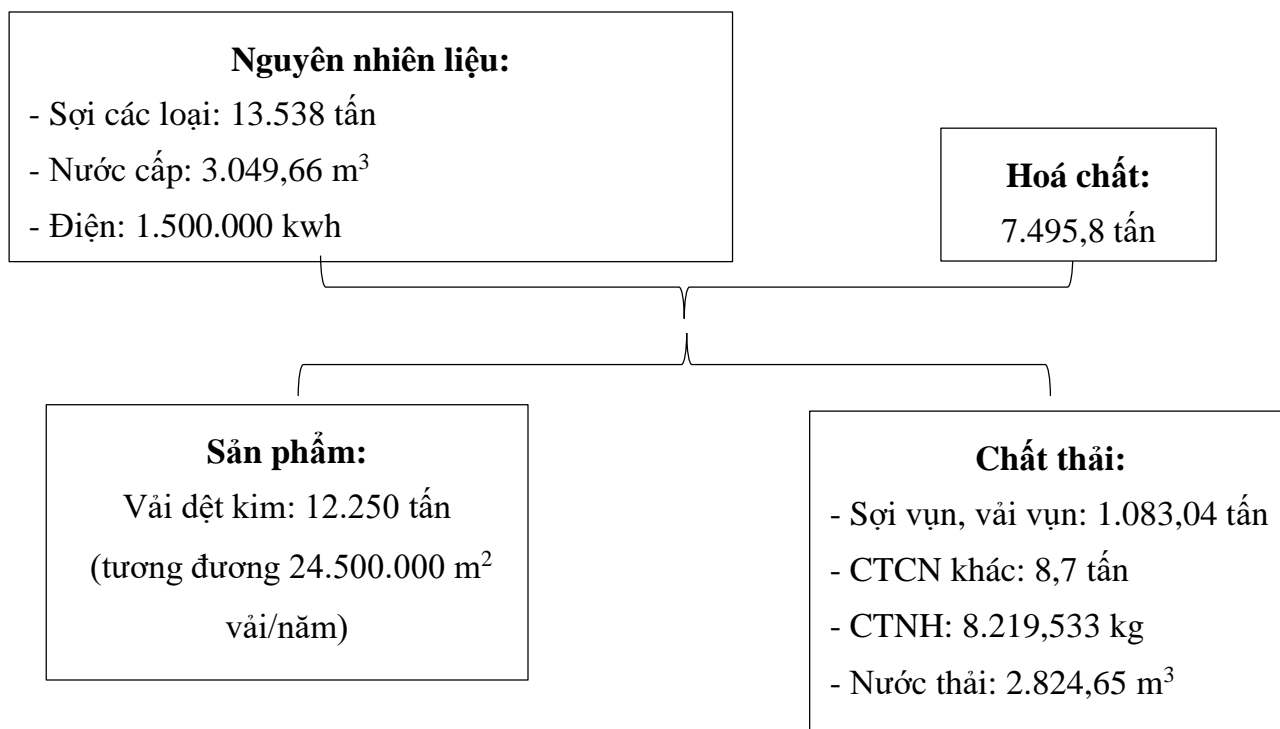 Nguyên nhiên liệu:
- Sợi các loại: 13.538 tấn
- Nước cấp: 3.049,66 m³
- Điện: 1.500.000 kwh
Hoá chất:
7.495,8 tấn
Sản phẩm:
Vải dệt kim: 12.250 tấn
(tương đương 24.500.000 m²
vải/năm)
Chất thải:
- Sợi vụn, vải vụn: 1.083,04 tấn
- CTCN khác: 8,7 tấn
- CTNH: 8.219,533 kg
- Nước thải: 2.824,65 m³